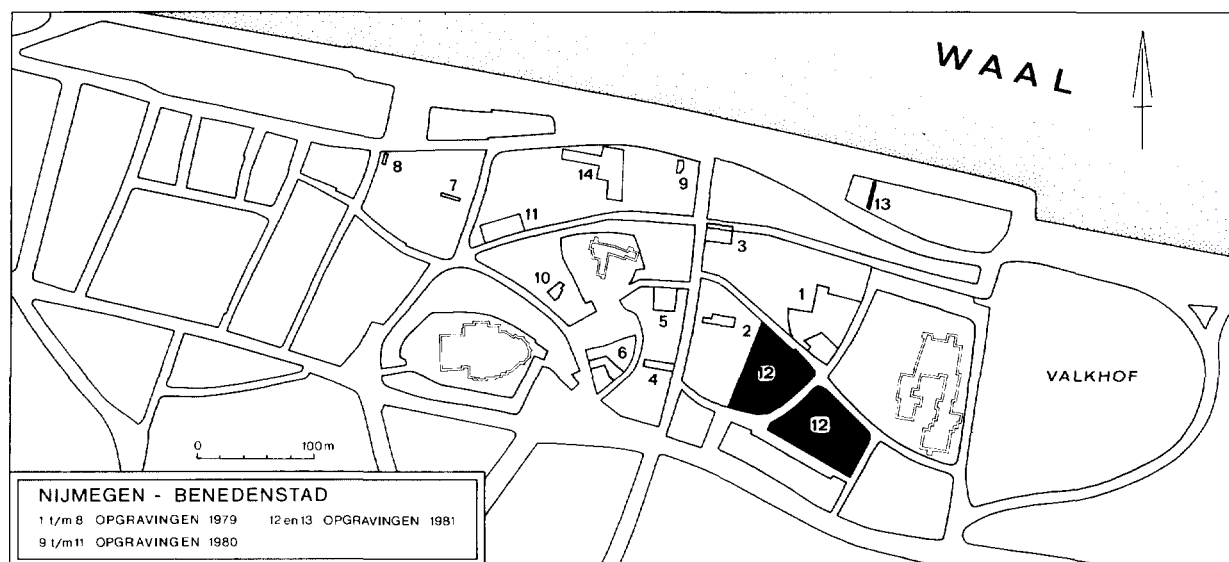 WAAL
8
7
14
9
13
11
3
10
1
5
2
6
4
12
12
VALKHOF
0 100m
NIJMEGEN - BENEDENSTAD
1 t/m 8 OPGRAVINGEN 1979 12 en 13 OPGRAVINGEN 1981
9 t/m 11 OPGRAVINGEN 1980